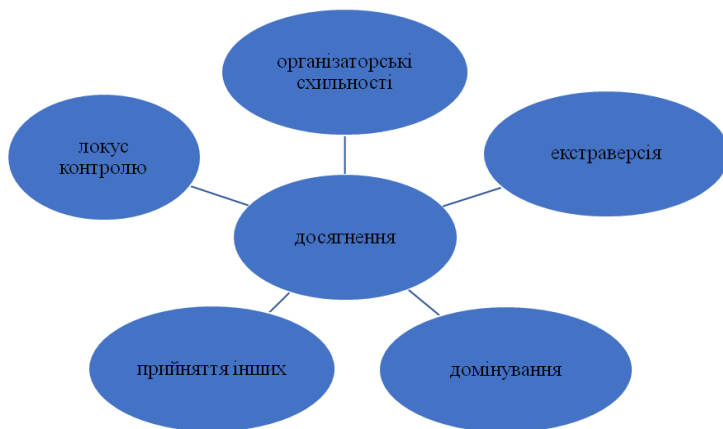 організаторські
схильності
локус
контролю
екстраверсія
досягнення
прийняття інших
домінування